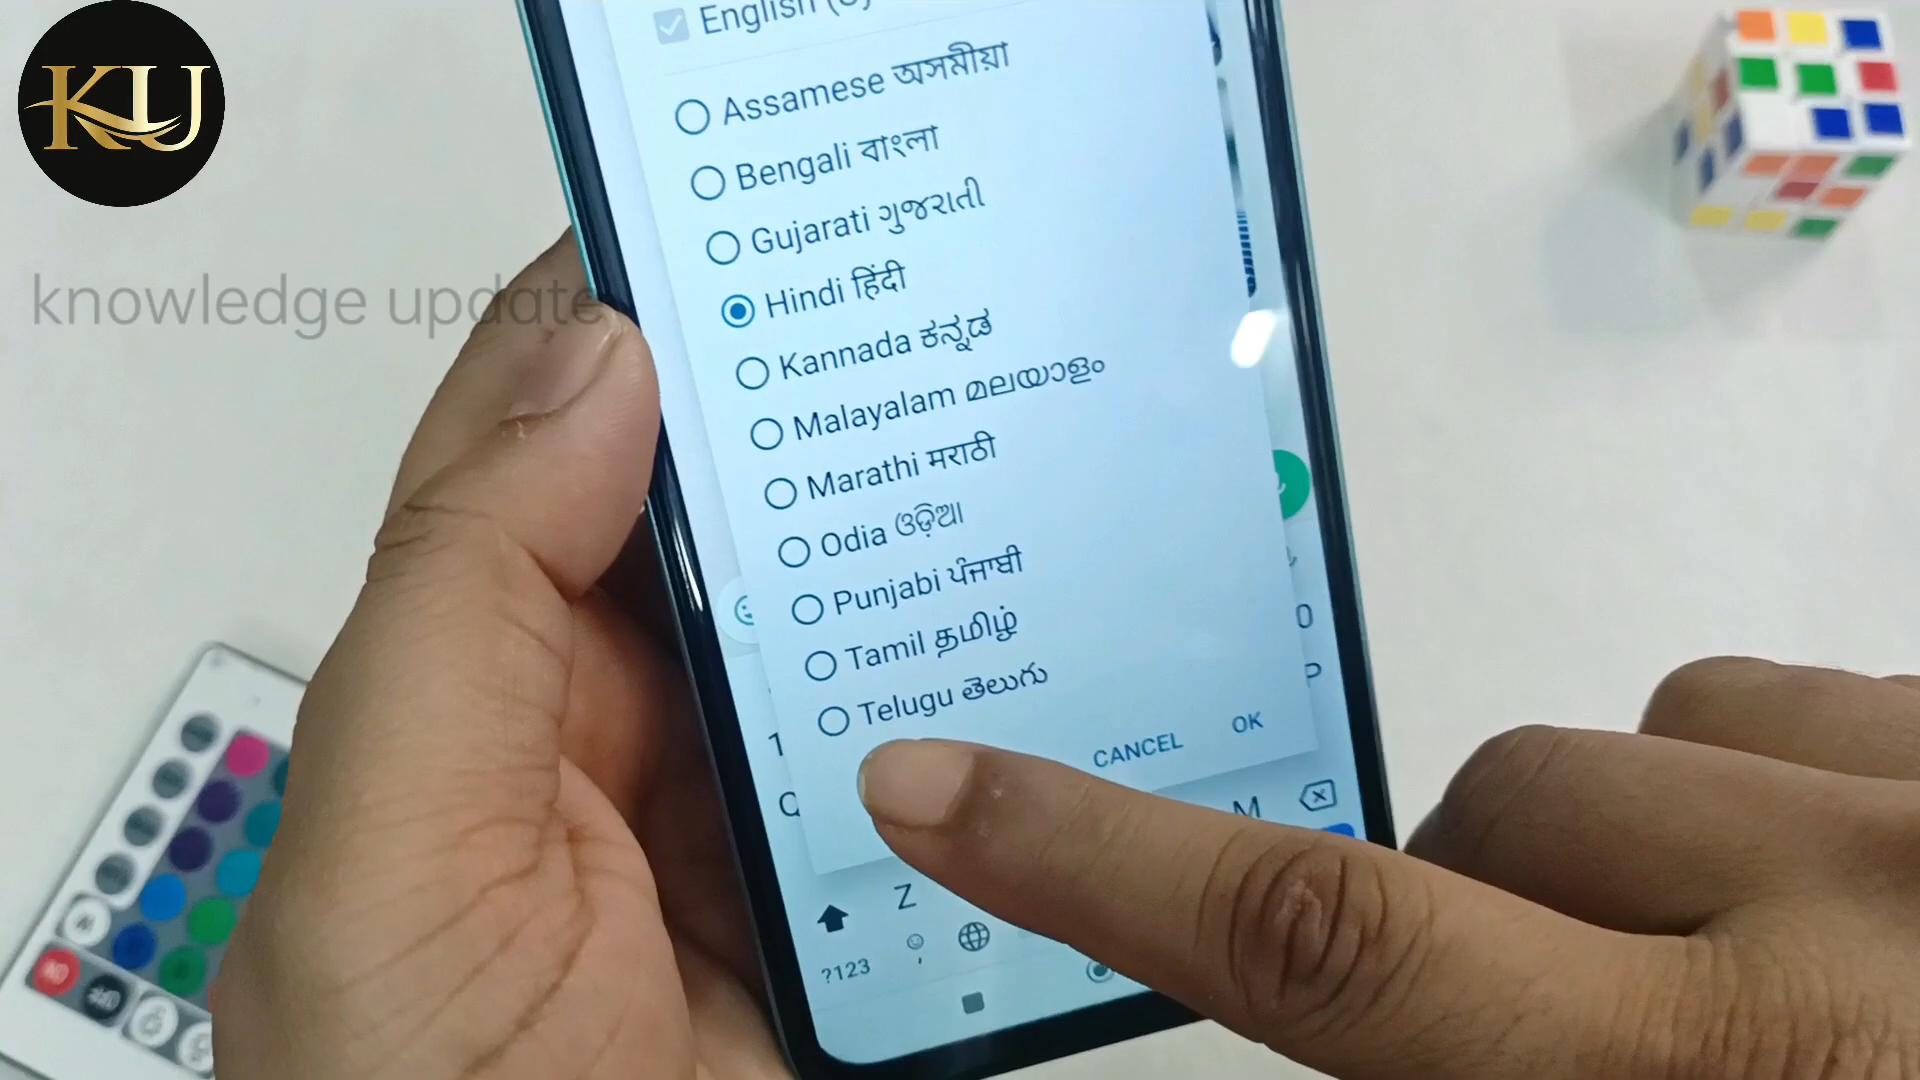 KU
English
knowledge update
Assamese অসমীয়া
Bengali বাংলা
Gujarati ગુજરાતી
Hindi हिंदी
Kannada ಕನ್ನಡ
Malayalam മലയാളം
Marathi मराठी
Odia ଓଡ଼ିଆ
Punjabi ਪੰਜਾਬੀ
Tamil தமிழ்
Telugu తెలుగు
CANCEL OK
Z M
?123